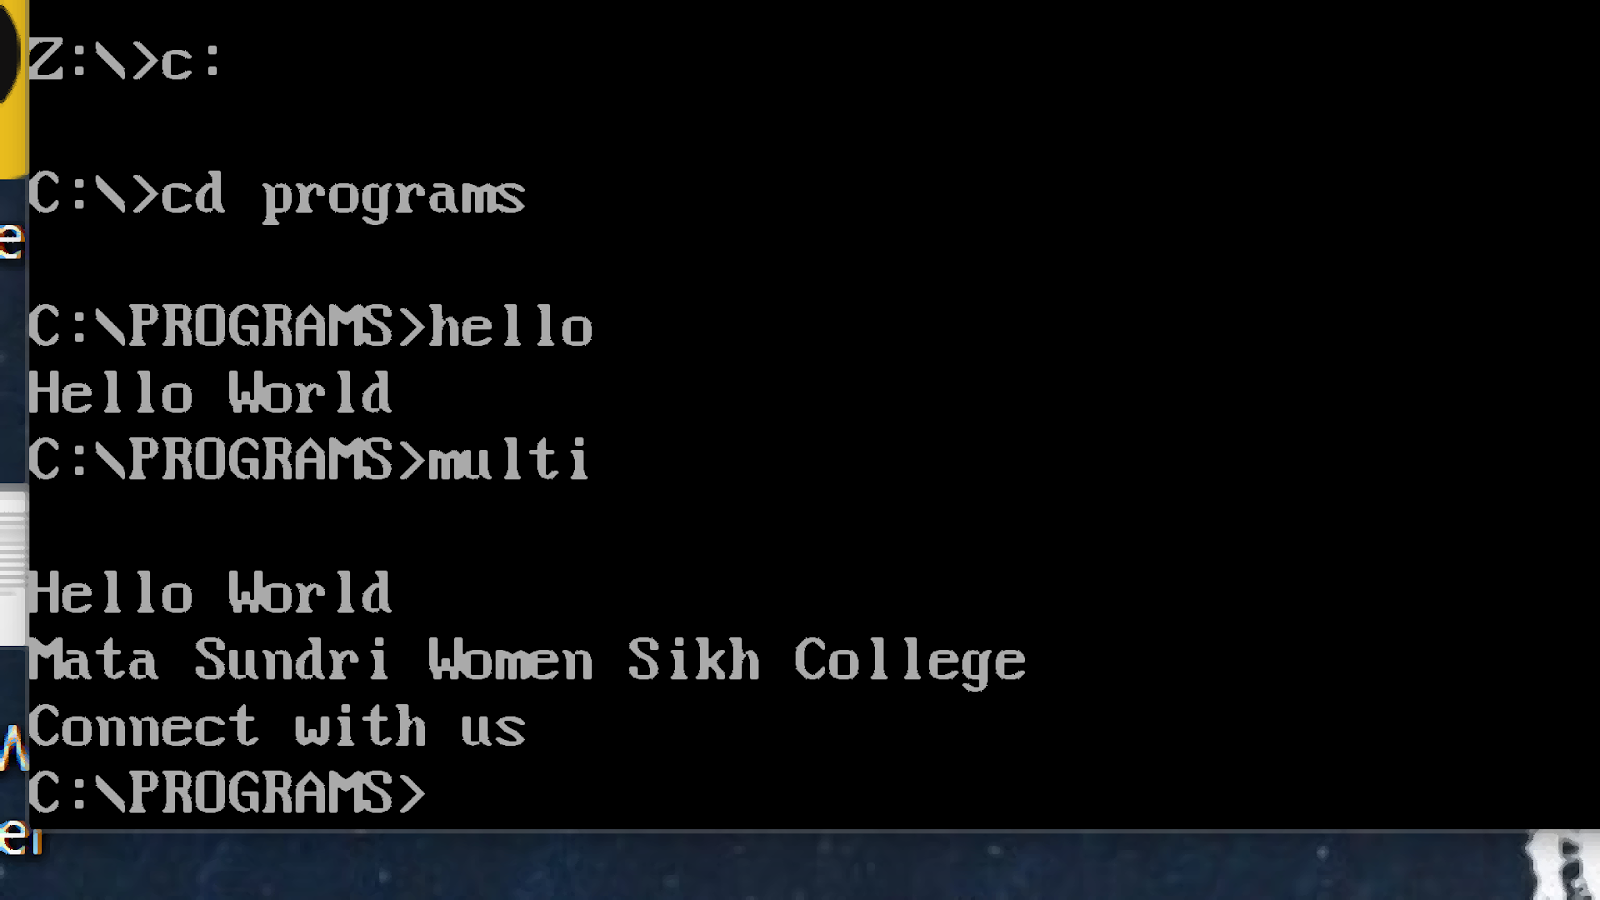 Z:\>c:
C:\>cd programs
C:\PROGRAMS>hello
Hello World
C:\PROGRAMS>multi
Hello World
Mata Sundri Women Sikh College
Connect with us
C:\PROGRAMS>